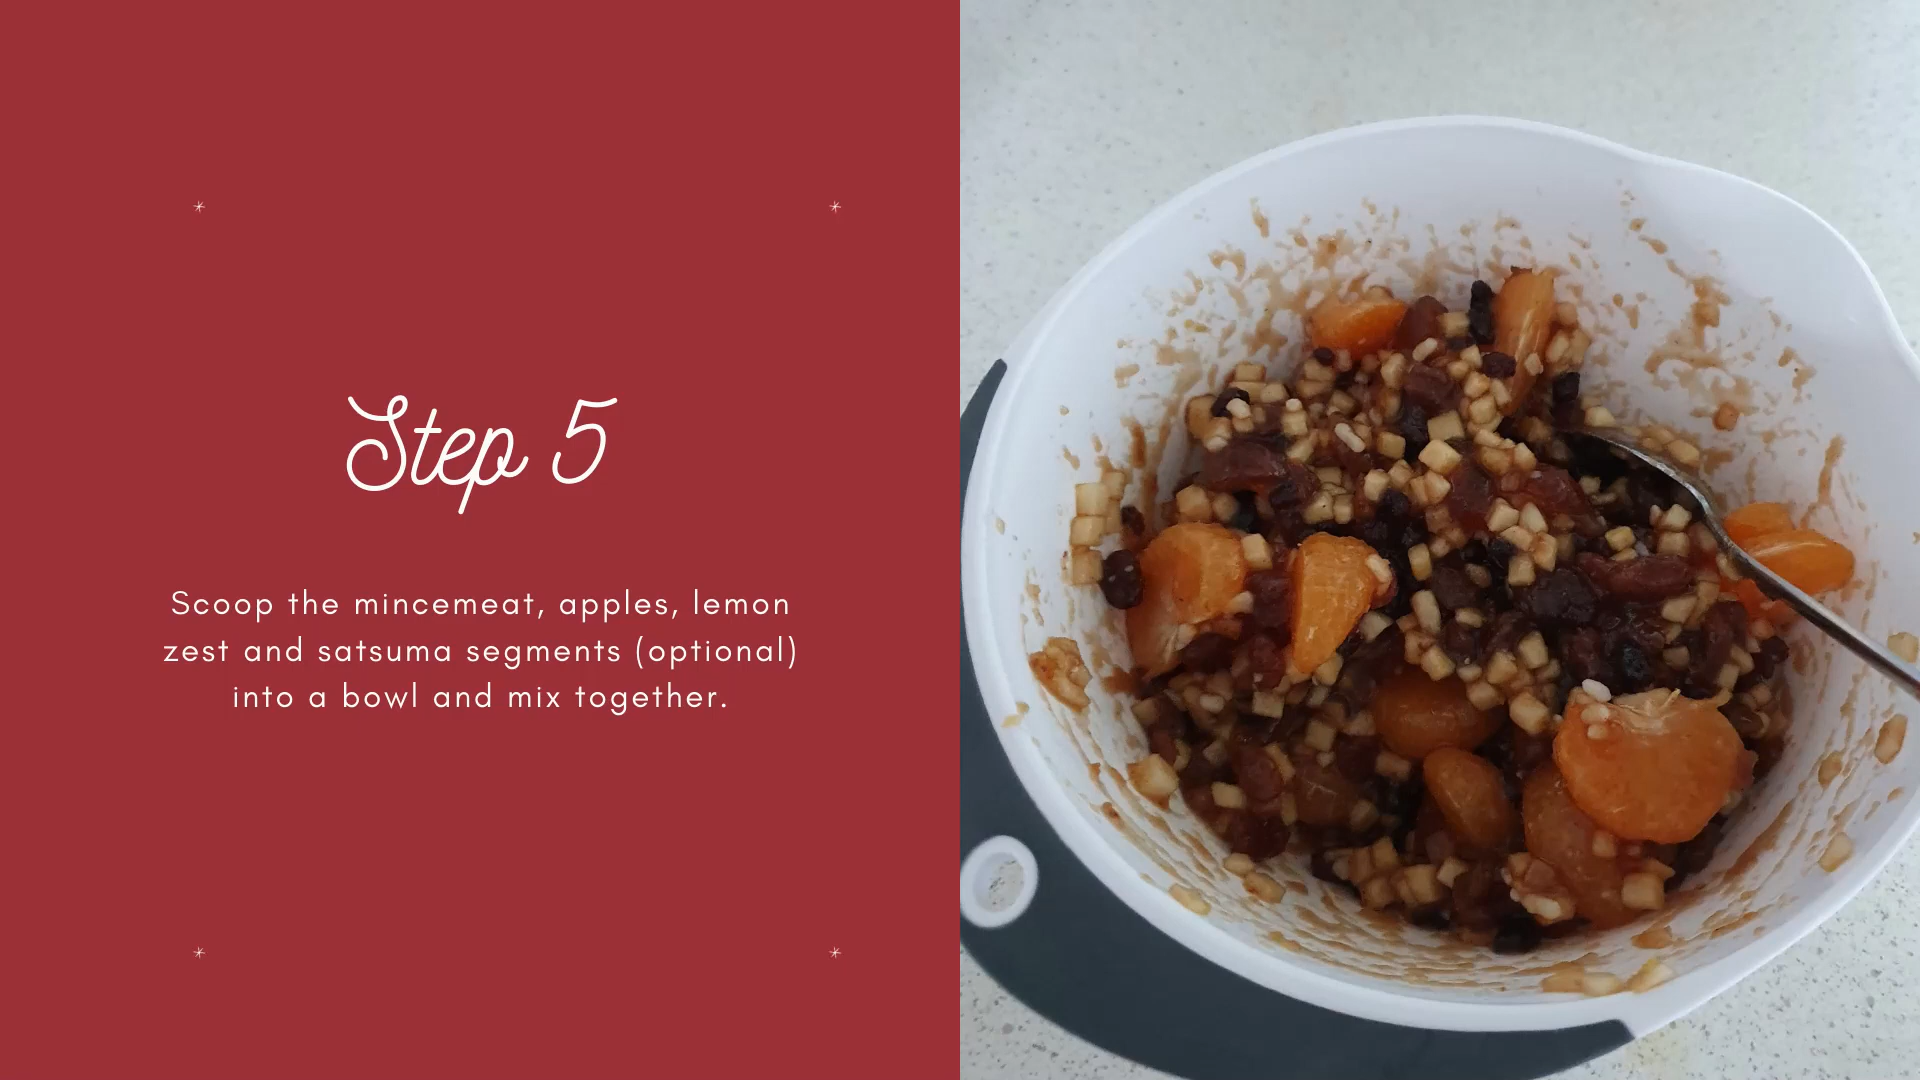 Step 5
Scoop the mincemeat, apples, lemon
zest and satsuma segments (optional)
into a bowl and mix together.